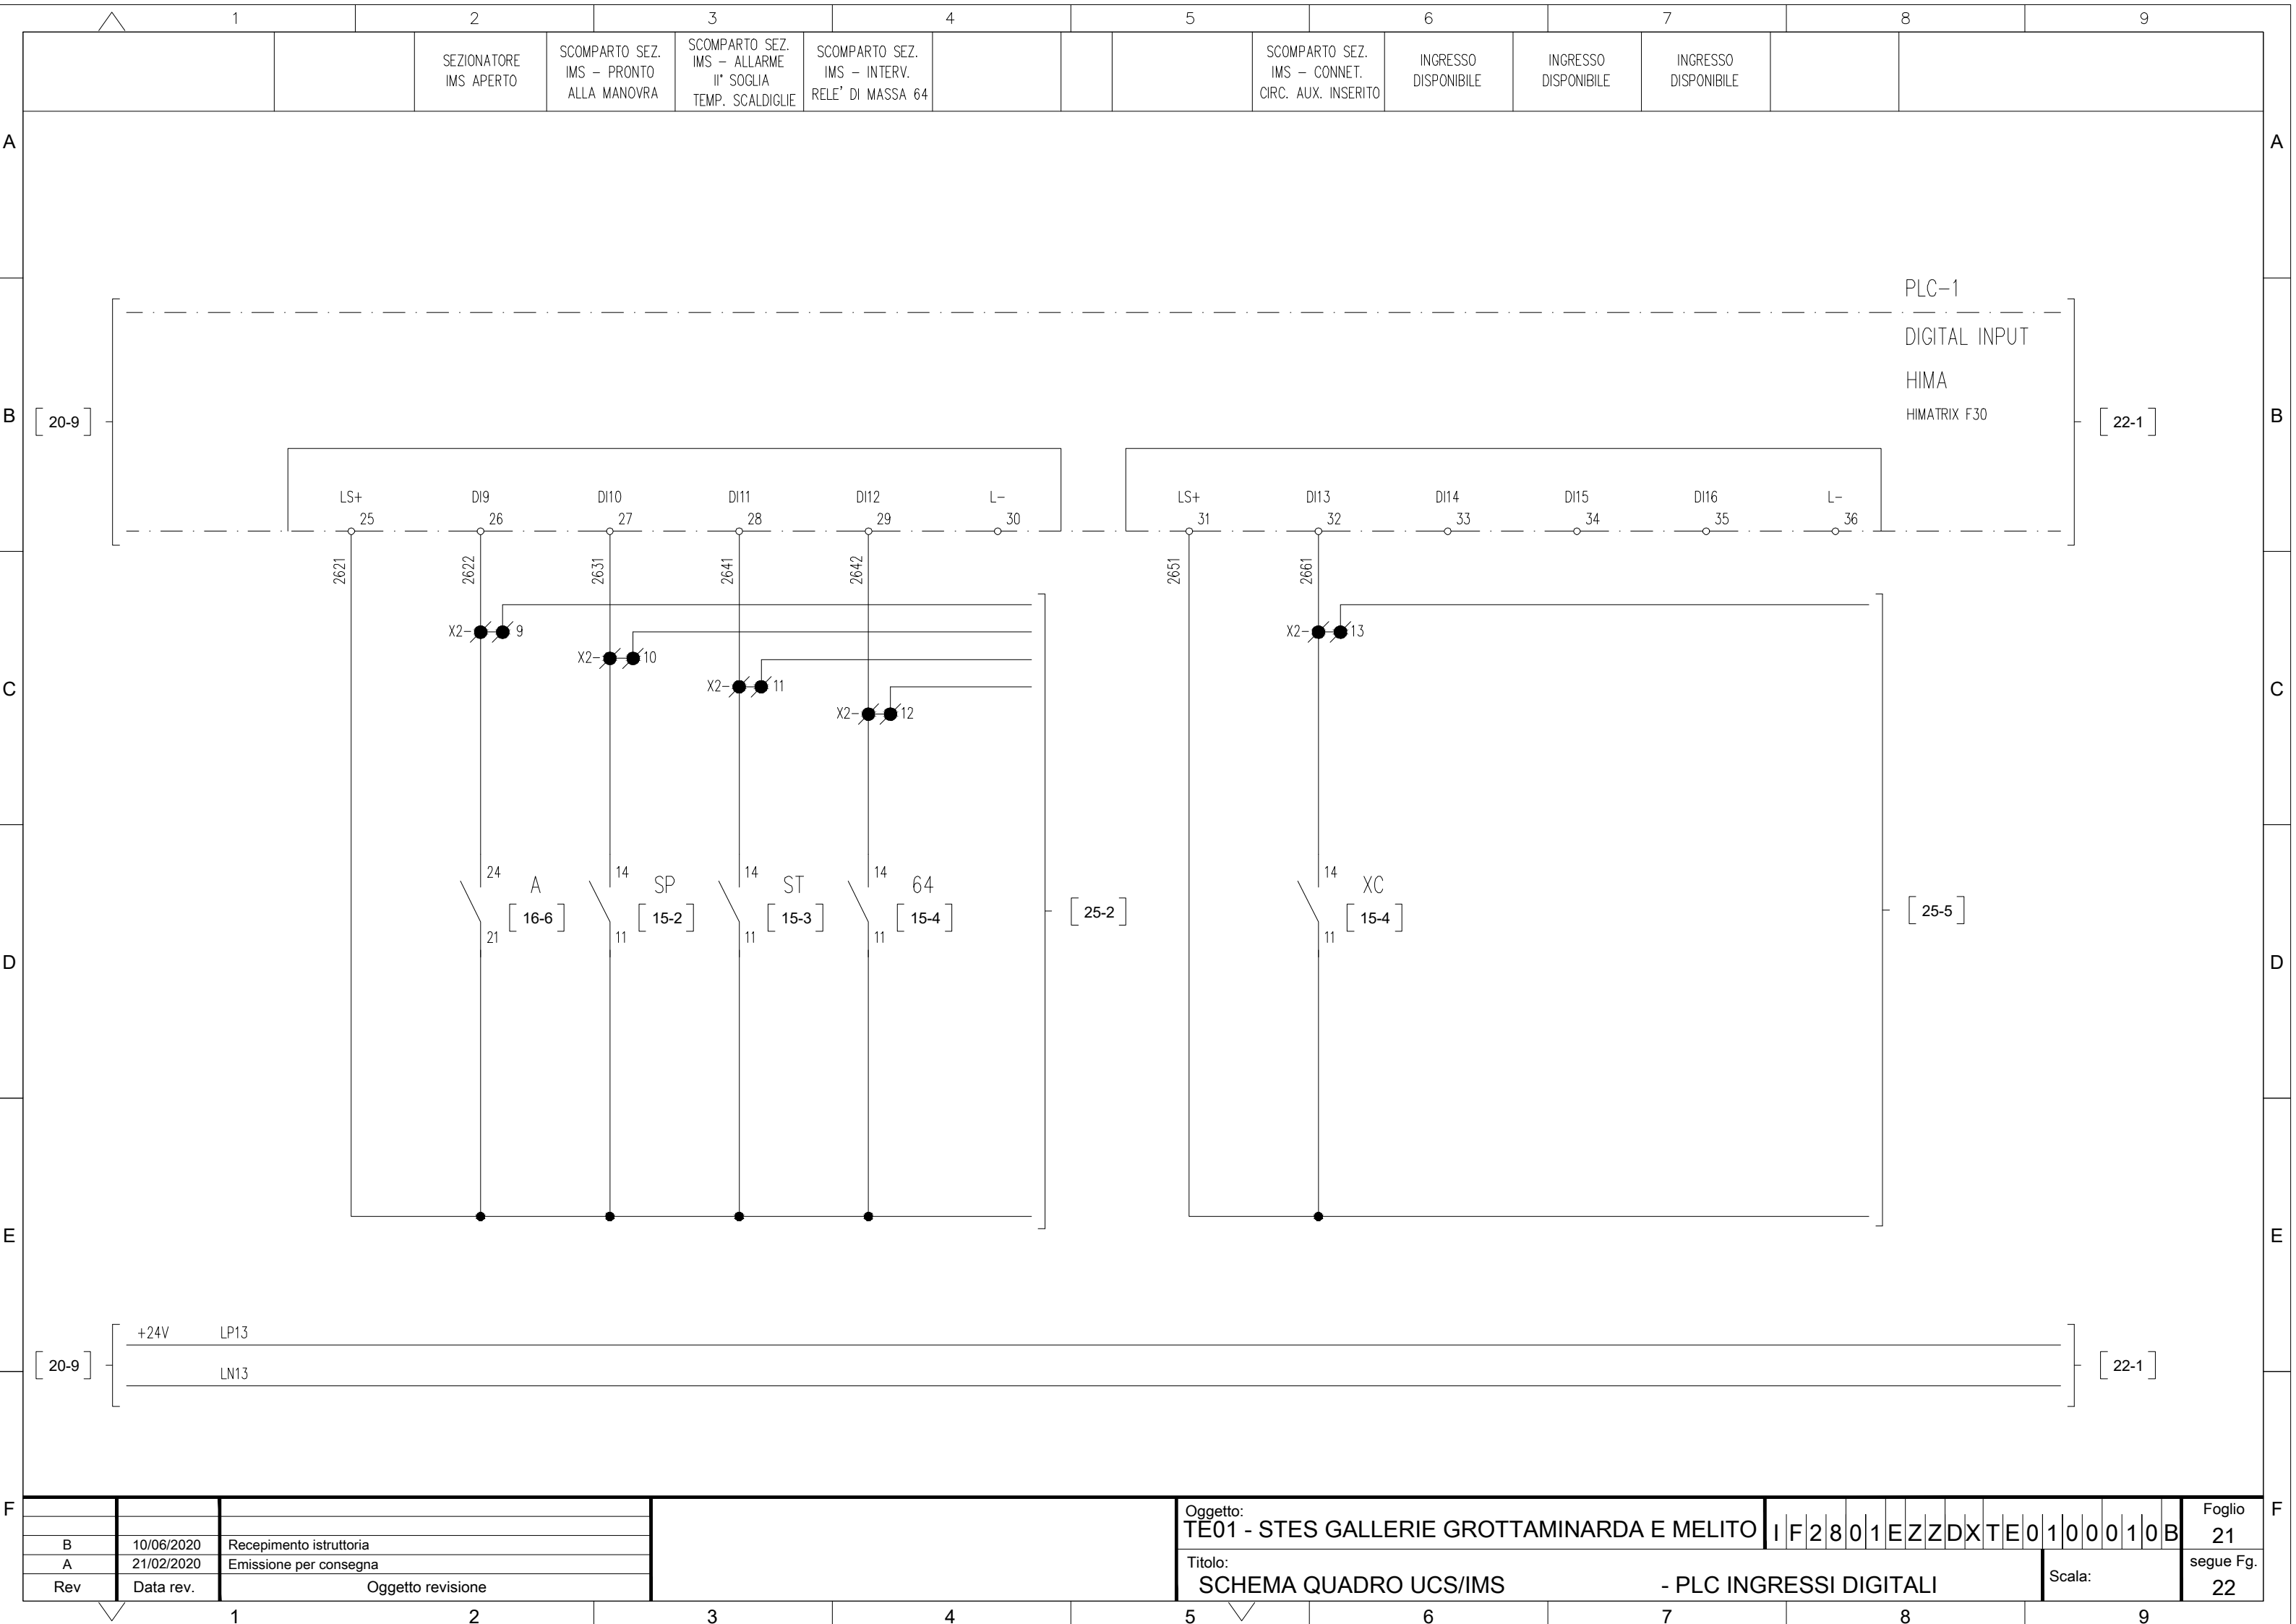 1 2 3 4 5 6 7 8 9
SEZIONATORE
IMS APERTO
SCOMPARTO SEZ.
IMS - PRONTO
ALLA MANOVRA
SCOMPARTO SEZ.
IMS - ALLARME
II° SOGLIA
TEMP. SCALDIGLIE
SCOMPARTO SEZ.
IMS - INTERV.
RELE' DI MASSA 64
SCOMPARTO SEZ.
IMS - CONNET.
CIRC. AUX. INSERITO
INGRESSO
DISPONIBILE
INGRESSO
DISPONIBILE
INGRESSO
DISPONIBILE
A A
PLC-1
DIGITAL INPUT
HIMA
HIMATRIX F30
B B
20-9 22-1
LS+ DI9 DI10 DI11 DI12 L- LS+ DI13 DI14 DI15 DI16 L-
25 26 27 28 29 30 31 32 33 34 35 36
2621 2622 2631 2641 2642 2651 2661
X2- 9 X2- 13
X2- 10
X2- 11
X2- 12
C C
24 A 14 SP 14 ST 14 64 14 XC
16-6 15-2 15-3 15-4 25-2 15-4 25-5
21 11 11 11 11
D D
E E
+24V LP13
20-9 22-1
LN13
F F
B 10/06/2020 Recepimento istruttoria
A 21/02/2020 Emissione per consegna
Rev Data rev. Oggetto revisione
Oggetto:
TE01 - STES GALLERIE GROTTAMINARDA E MELITO
IF2801EZZDXTE0100010B
Foglio
21
Titolo:
SCHEMA QUADRO UCS/IMS - PLC INGRESSI DIGITALI
Scala:
segue Fg.
22
1 2 3 4 5 6 7 8 9